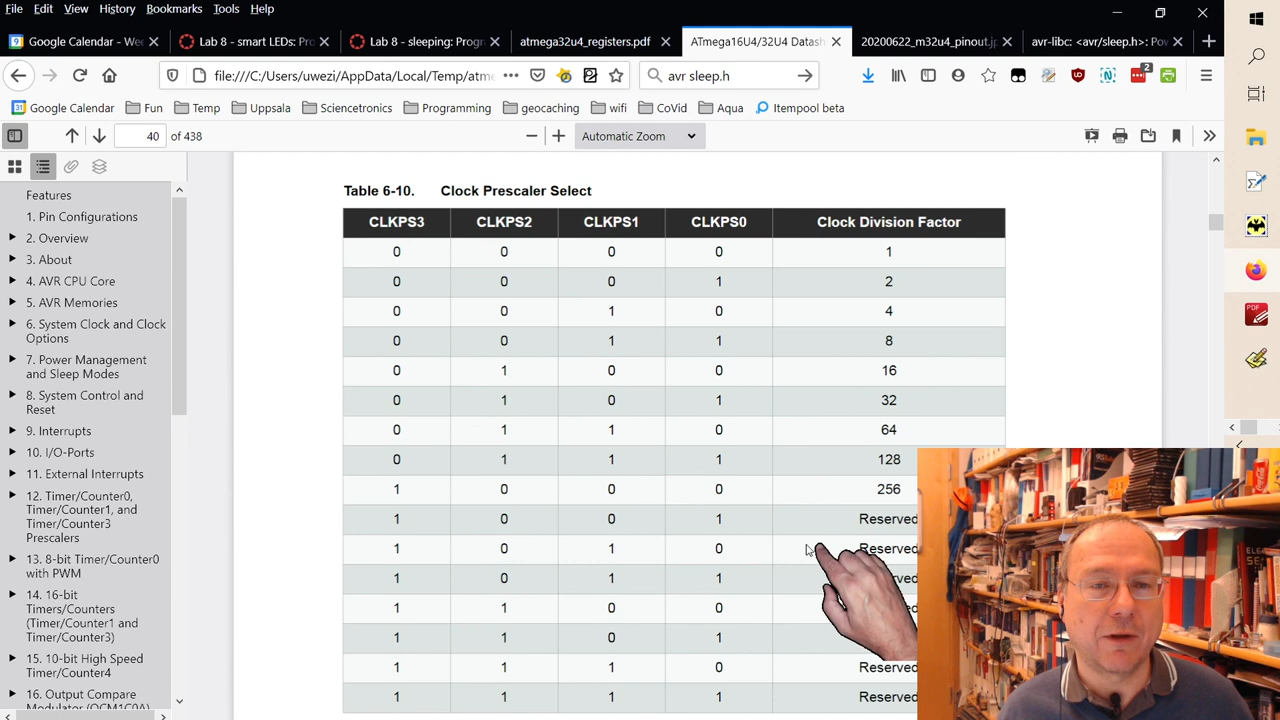 File Edit View History Bookmarks Tools Help
Google Calendar - Wee
Lab 8 - smart LEDs: Pro
Lab 8 - sleeping: Progra
atmega32u4_registers.pdf
ATmega16U4/32U4 Datash
20200622_m32u4_pinout.j
avr-libc: <avr/sleep.h>: Pow
file:///C:/Users/uwezi/AppData/Local/Temp/atme
avr sleep.h
2
Google Calendar Fun Temp Uppsala Sciencetronics Programming geocaching wifi CoVid Aqua Itempool beta
40 of 438
Automatic Zoom
Features
1. Pin Configurations
2. Overview
3. About
4. AVR CPU Core
5. AVR Memories
6. System Clock and Clock
Options
7. Power Management
and Sleep Modes
8. System Control and
Reset
9. Interrupts
10. I/O-Ports
11. External Interrupts
12. Timer/Counter0,
Timer/Counter1, and
Timer/Counter3
Prescalers
13. 8-bit Timer/Counter0
with PWM
14. 16-bit
Timers/Counters
(Timer/Counter1 and
Timer/Counter3)
15. 10-bit High Speed
Timer/Counter4
16. Output Compare
Modulator (OCM1C0A)
Table 6-10. Clock Prescaler Select
CLKPS3 CLKPS2 CLKPS1 CLKPS0 Clock Division Factor
0 0 0 0 1
0 0 0 1 2
0 0 1 0 4
0 0 1 1 8
0 1 0 0 16
0 1 0 1 32
0 1 1 0 64
0 1 1 1 128
1 0 0 0 256
1 0 0 1 Reserved
1 0 1 0 Reserved
1 0 1 1
1 1 0 0
1 1 0 1
1 1 1 0 Reserved
1 1 1 1 Reserved
PDF